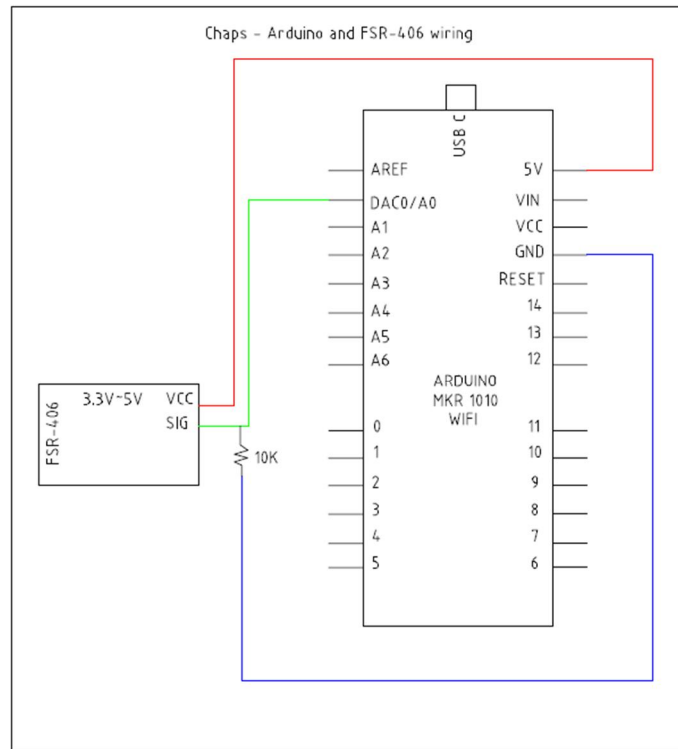 Chaps - Arduino and FSR-406 wiring
USB C
AREF
DAC0/A0
A1
A2
A3
A4
A5
A6
0
1
2
3
4
5
5V
VIN
VCC
GND
RESET
14
13
12
11
10
9
8
7
6
ARDUINO
MKR 1010
WIFI
FSR-406
3.3V~5V
VCC
SIG
10K